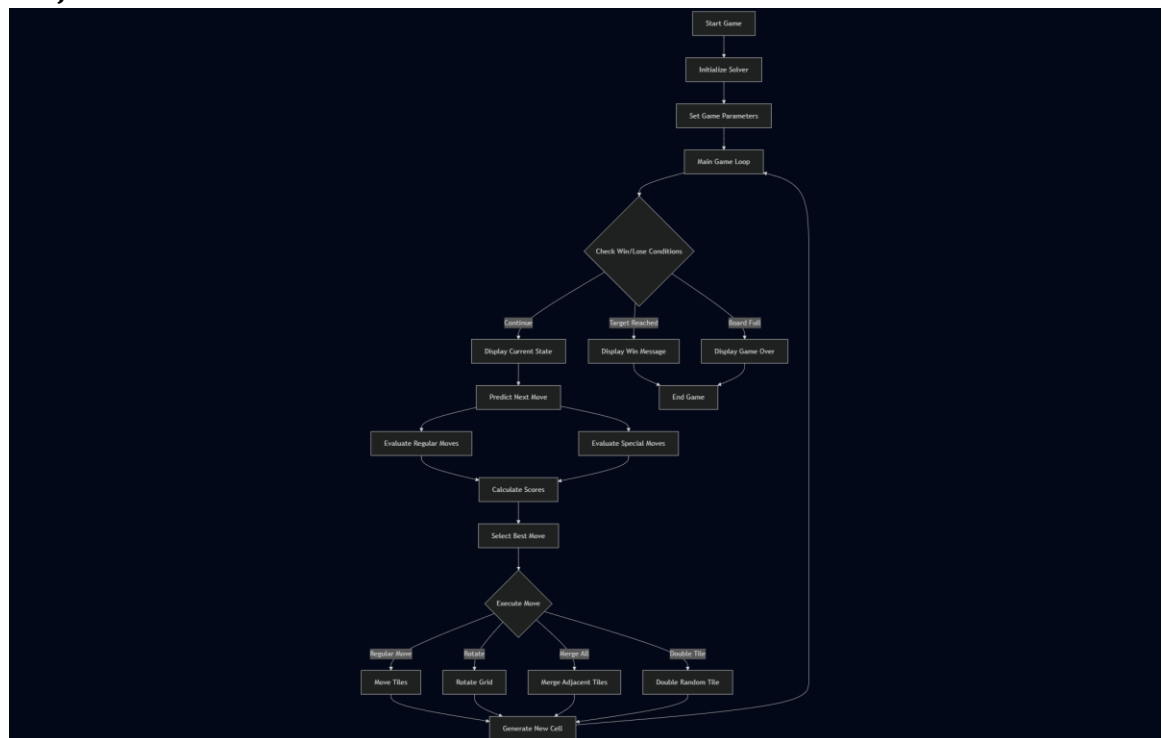 Start Game
Initialize Solver
Set Game Parameters
Main Game Loop
Check Win/Lose Conditions
Continue
Target Reached
Board Full
Display Current State
Display Win Message
Display Game Over
Predict Next Move
End Game
Evaluate Regular Moves
Evaluate Special Moves
Calculate Scores
Select Best Move
Execute Move
Regular Move
Rotate
Merge All
Double Tile
Move Tiles
Rotate Grid
Merge Adjacent Tiles
Double Random Tile
Generate New Cell